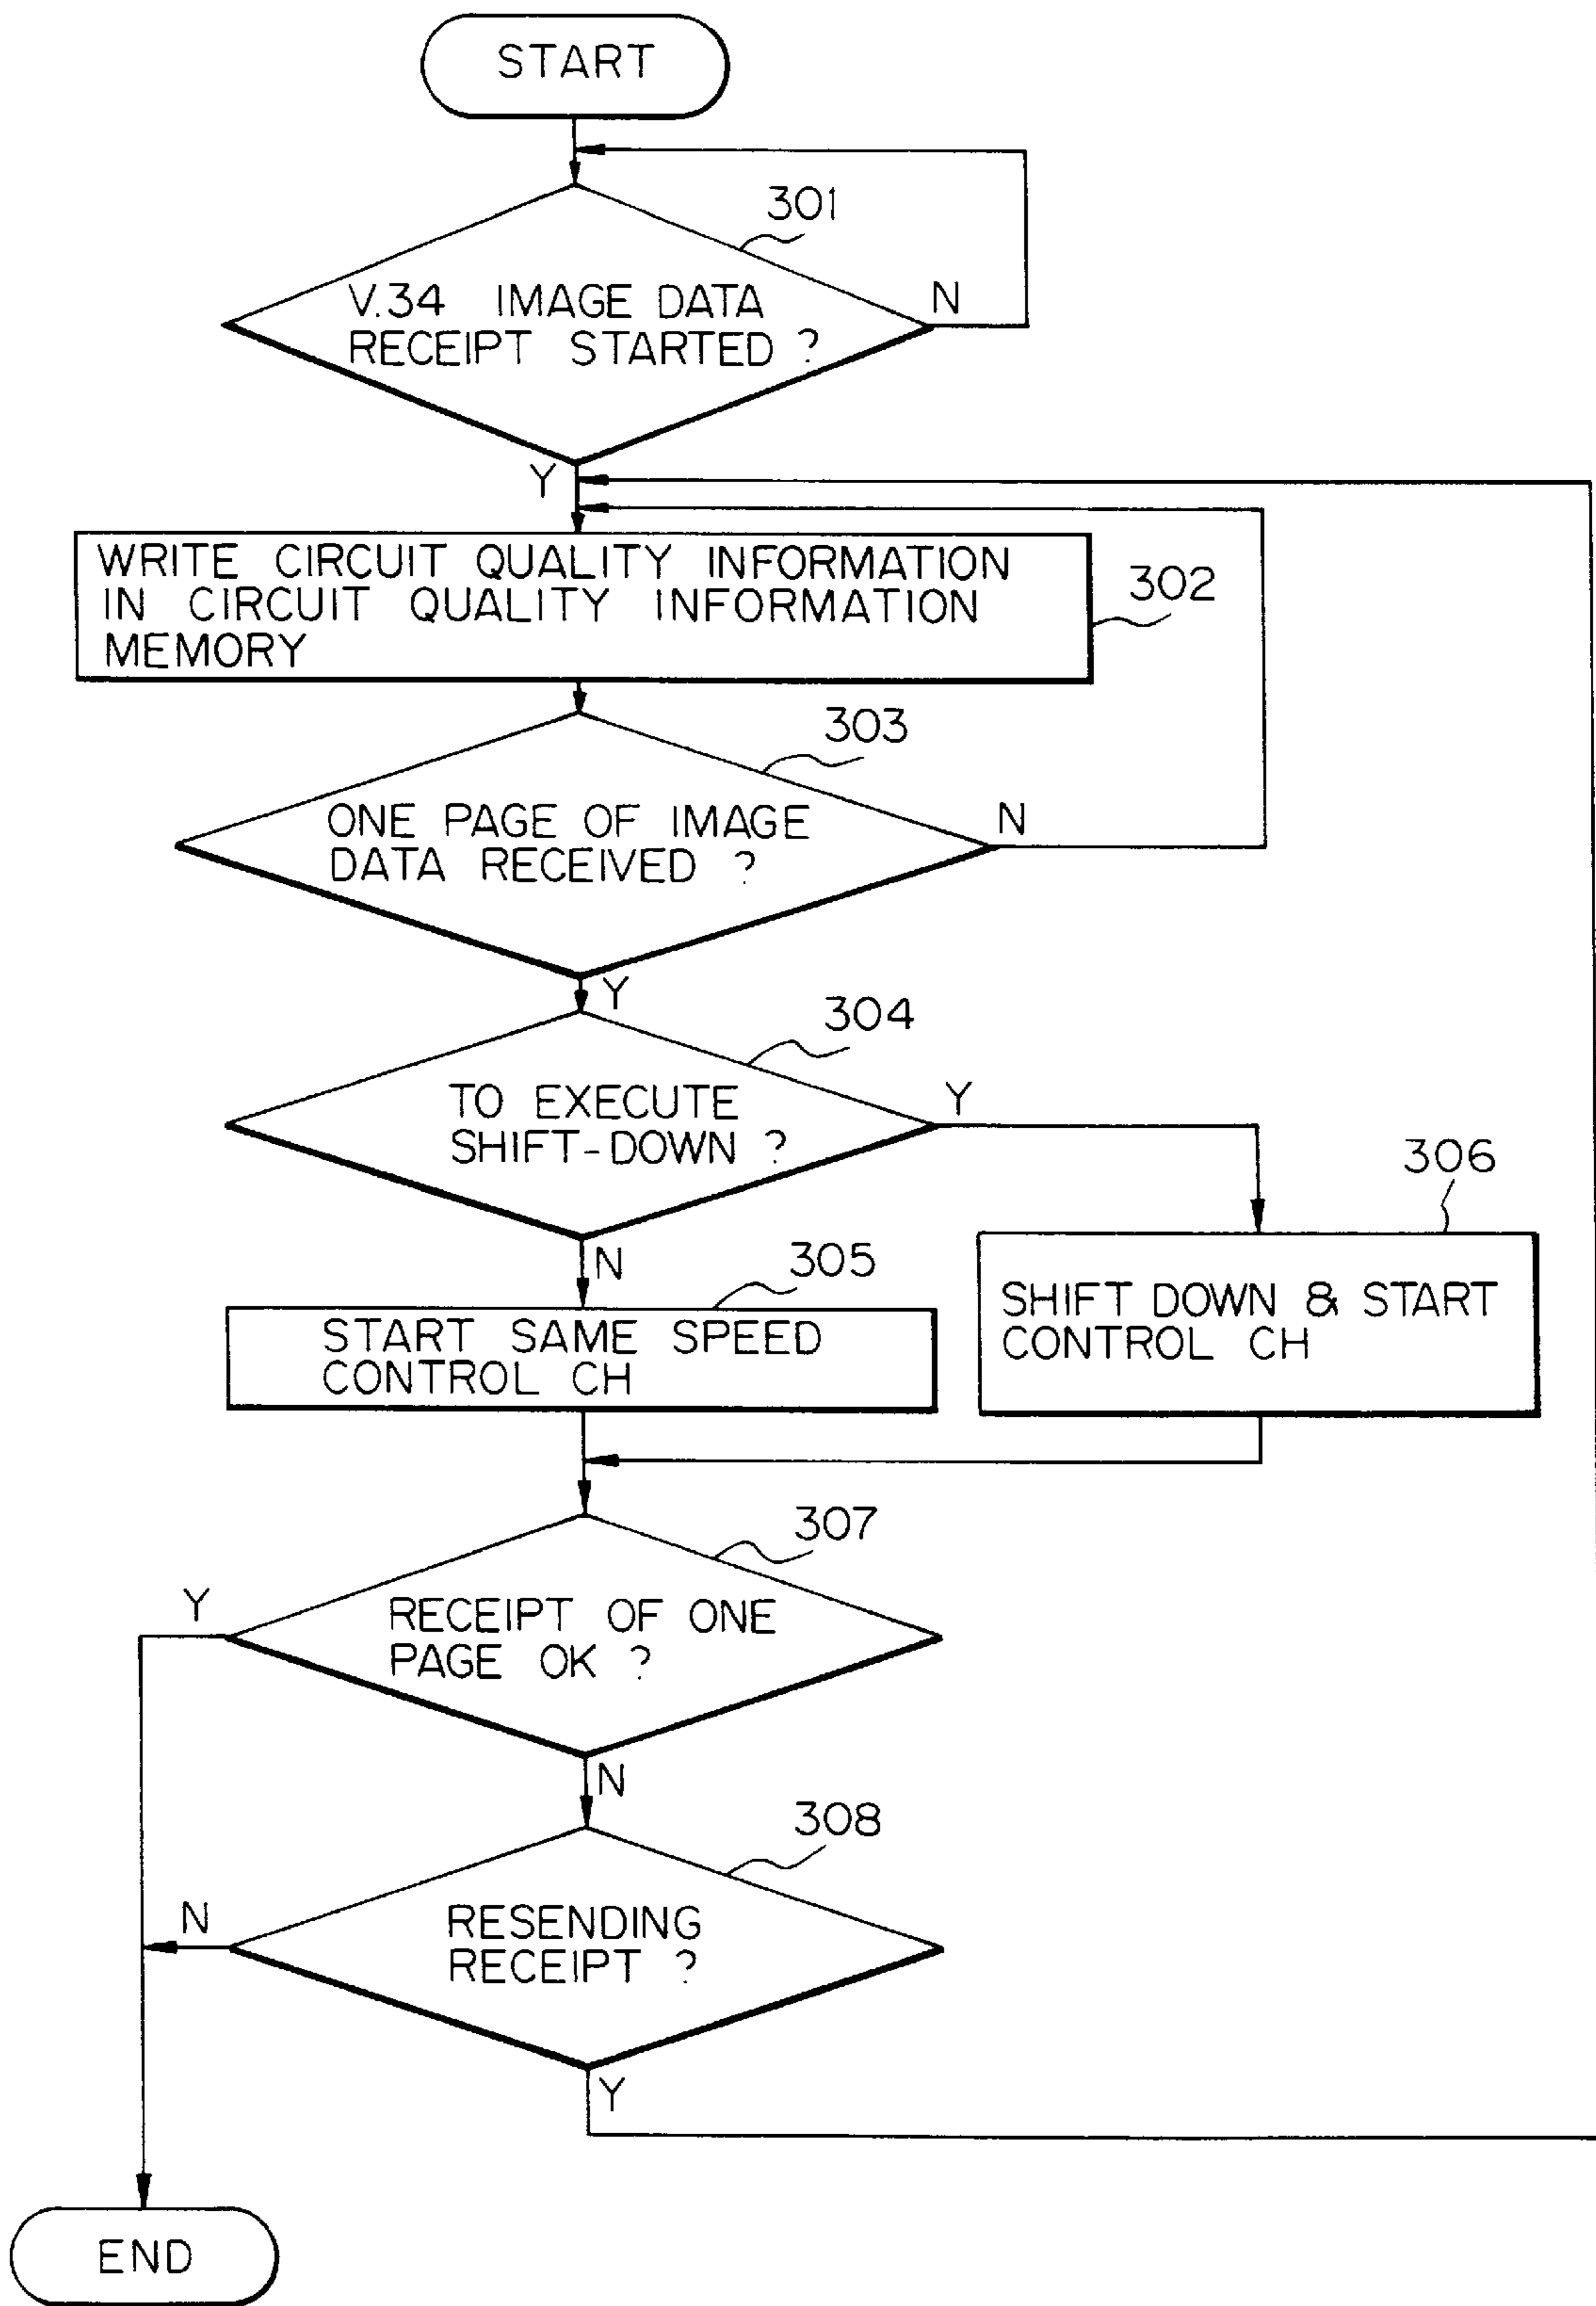 START
301
V.34 IMAGE DATA
RECEIPT STARTED ?
N
Y
WRITE CIRCUIT QUALITY INFORMATION
IN CIRCUIT QUALITY INFORMATION
MEMORY
302
303
ONE PAGE OF IMAGE
DATA RECEIVED ?
N
Y
304
TO EXECUTE
SHIFT-DOWN ?
Y
N
305
START SAME SPEED
CONTROL CH
306
SHIFT DOWN & START
CONTROL CH
307
Y
RECEIPT OF ONE
PAGE OK ?
N
308
N
RESENDING
RECEIPT ?
Y
END